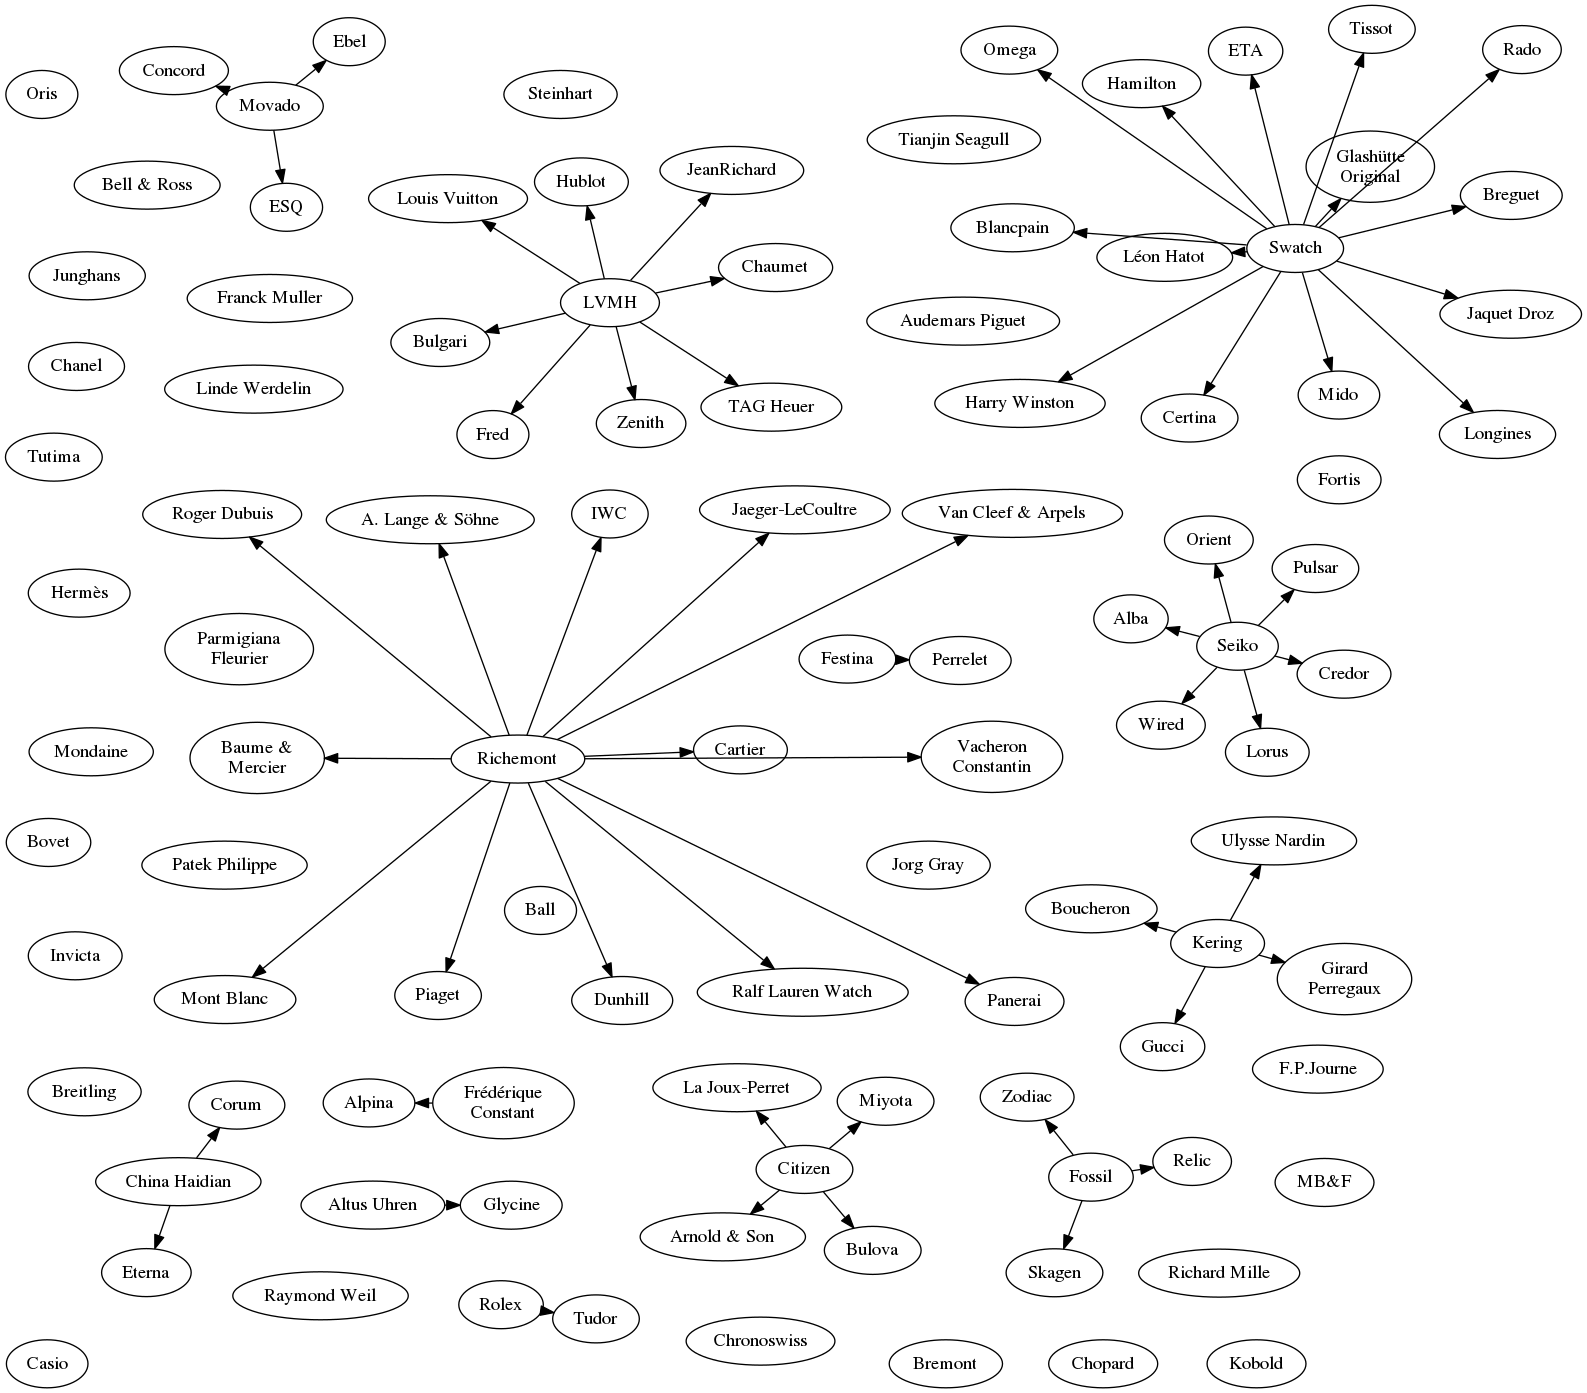 Ebel
Tissot
Omega
ETA
Rado
Concord
Hamilton
Oris
Movado
Steinhart
Tianjin Seagull
Glashütte
Original
JeanRichard
Hublot
Bell & Ross
Louis Vuitton
Breguet
ESQ
Blancpain
Swatch
Léon Hatot
Chaumet
Junghans
Franck Muller
LVMH
Jaquet Droz
Audemars Piguet
Bulgari
Chanel
Linde Werdelin
Mido
Harry Winston
TAG Heuer
Certina
Zenith
Fred
Longines
Tutima
Fortis
Jaeger-LeCoultre
Roger Dubuis
IWC
Van Cleef & Arpels
A. Lange & Söhne
Orient
Pulsar
Hermès
Alba
Parmigiana
Fleurier
Seiko
Festina
Perrelet
Credor
Wired
Mondaine
Baume &
Mercier
Richemont
Cartier
Vacheron
Constantin
Lorus
Bovet
Ulysse Nardin
Patek Philippe
Jorg Gray
Ball
Boucheron
Kering
Invicta
Girard
Perregaux
Mont Blanc
Piaget
Dunhill
Ralf Lauren Watch
Panerai
Gucci
F.P.Journe
Breitling
La Joux-Perret
Zodiac
Corum
Alpina
Frédérique
Constant
Miyota
Citizen
Relic
Fossil
China Haidian
MB&F
Altus Uhren
Glycine
Arnold & Son
Bulova
Eterna
Skagen
Richard Mille
Raymond Weil
Rolex
Tudor
Chronoswiss
Casio
Bremont
Chopard
Kobold